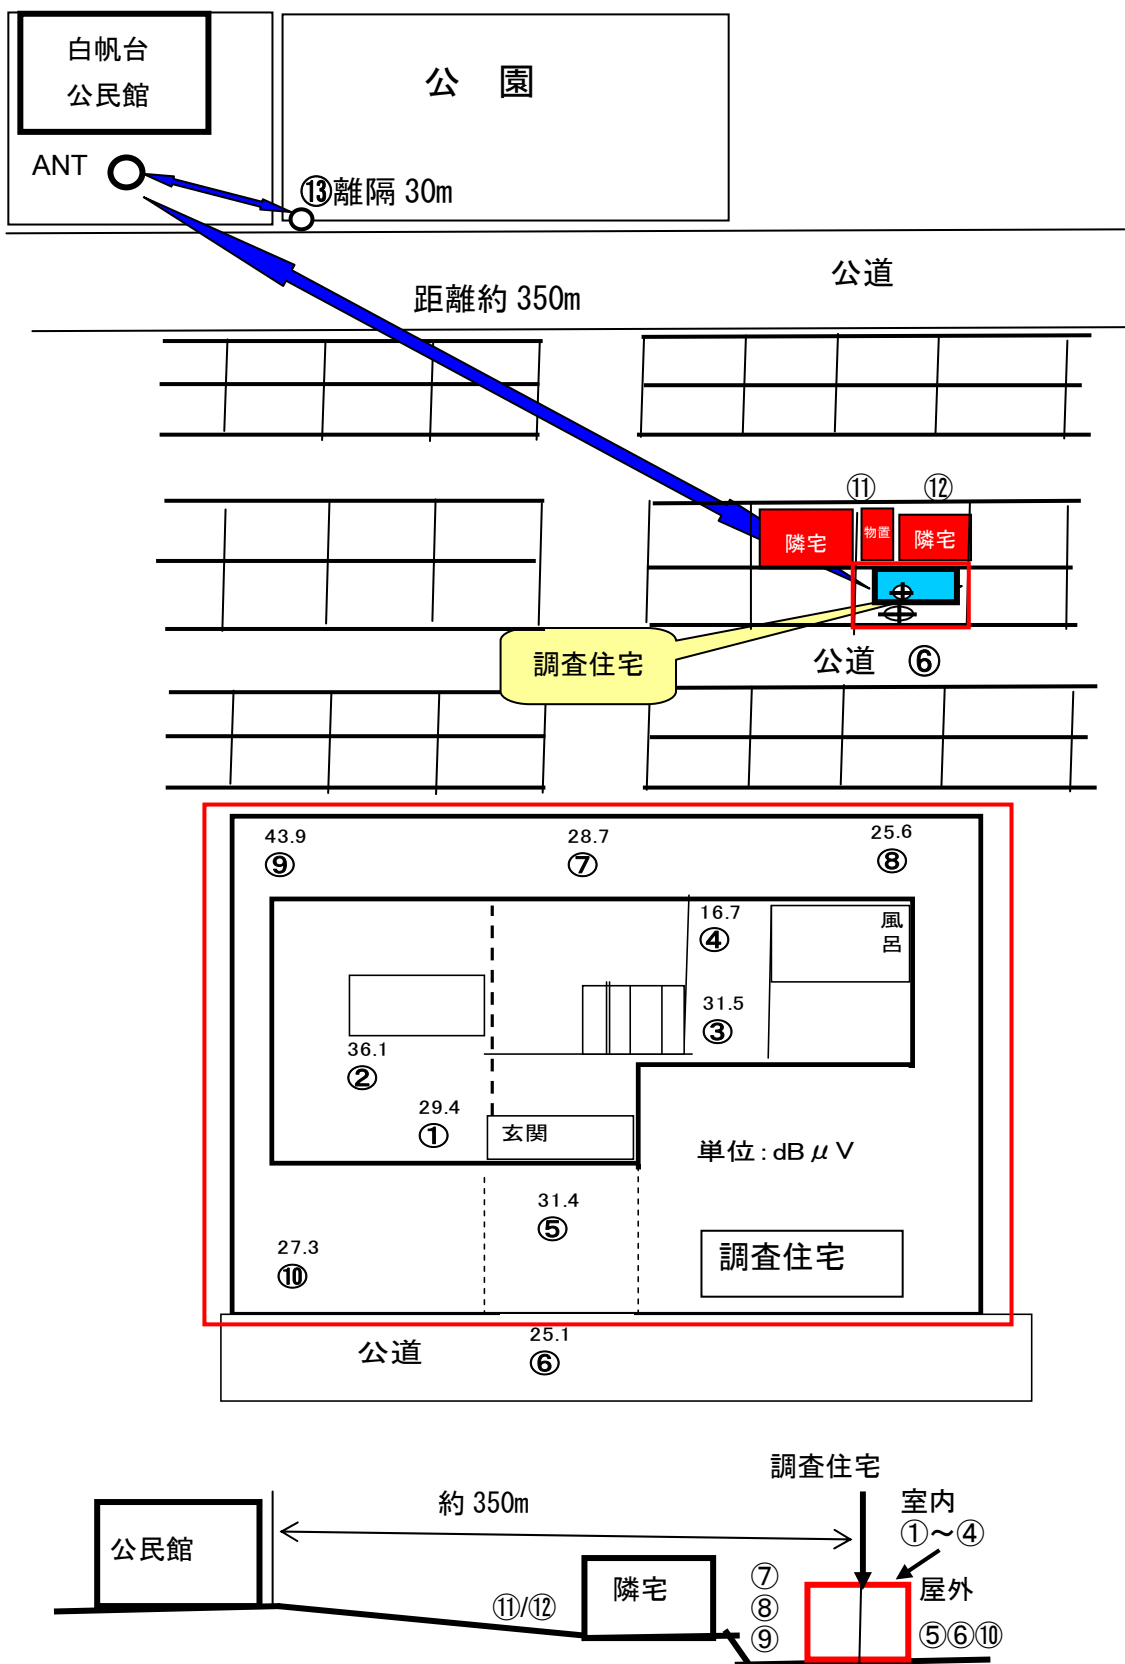 白帆台
公民館
公 園
ANT
⑬離隔 30m
公道
距離約 350m
⑪
⑫
隣宅
物置
隣宅
調査住宅
公道 ⑥
43.9
⑨
28.7
⑦
25.6
⑧
16.7
④
風
呂
31.5
③
36.1
②
29.4
①
玄関
単位:dBμV
31.4
⑤
27.3
⑩
調査住宅
公道
25.1
⑥
調査住宅
約 350m
室内
①～④
公民館
⑪/⑫
隣宅
⑦
⑧
⑨
屋外
⑤⑥⑩